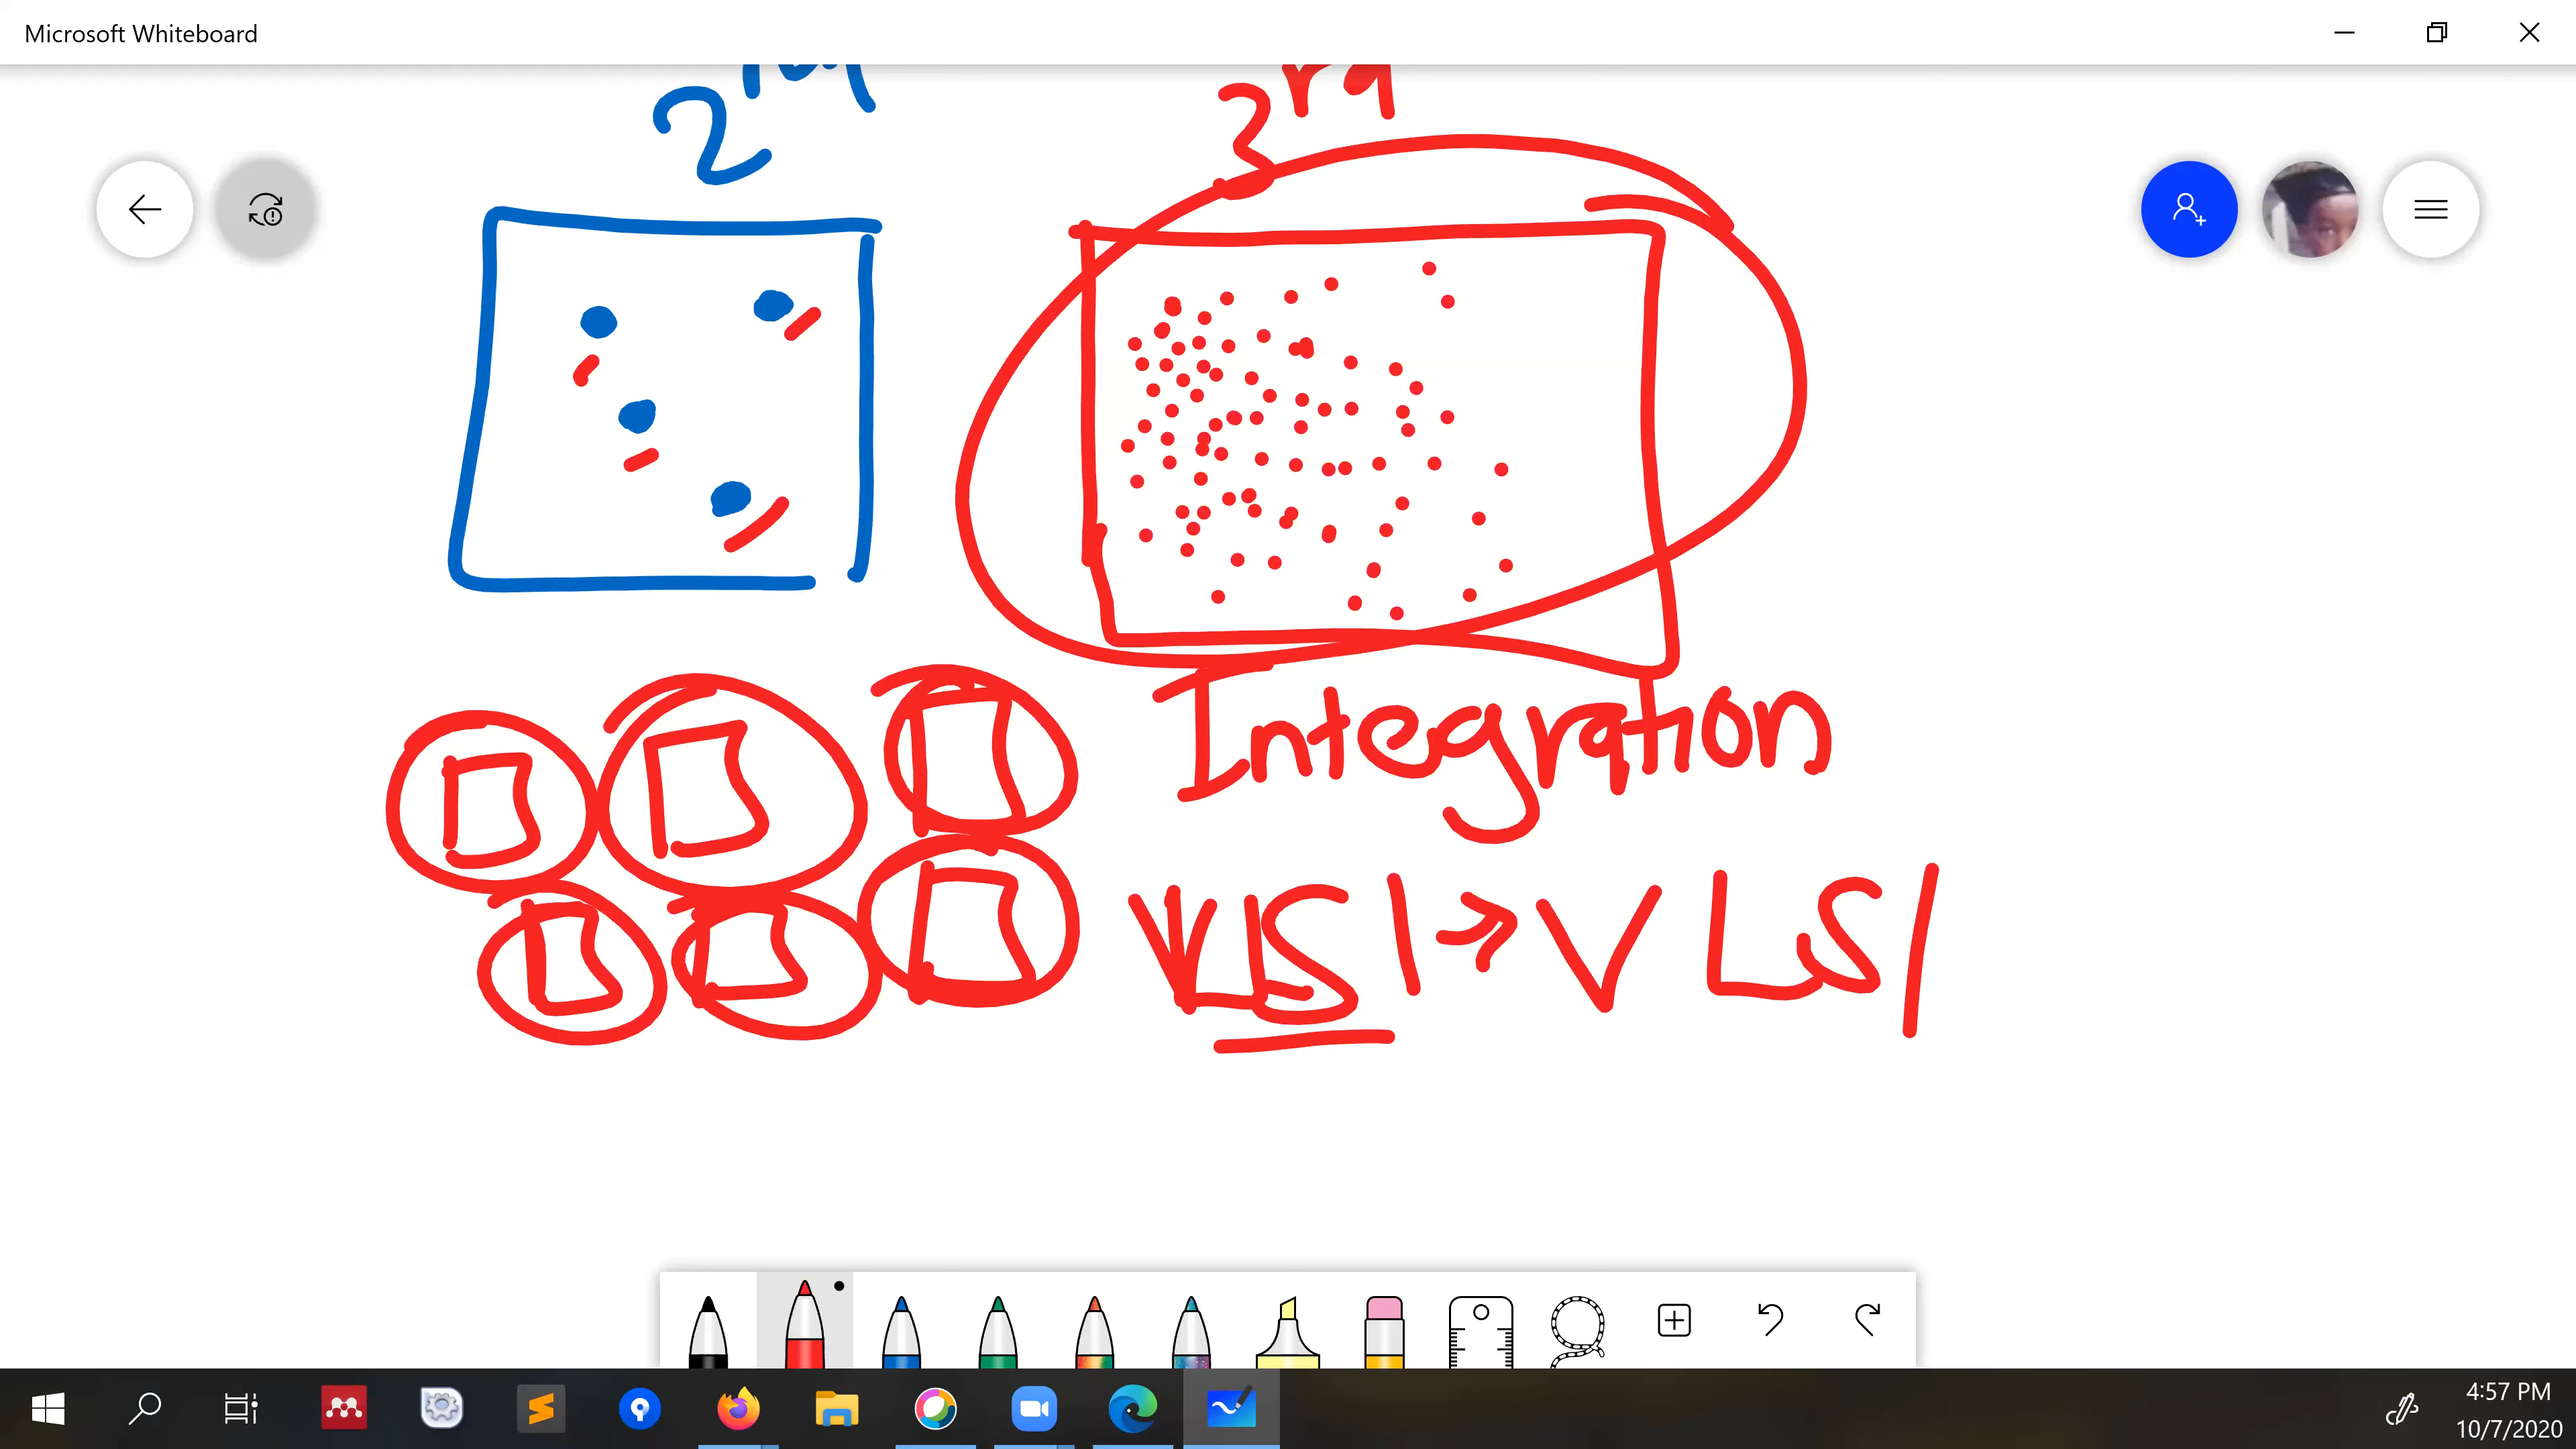 Microsoft Whiteboard
2nd 3rd
Integration
VLSI → VLSI
4:57 PM
10/7/2020